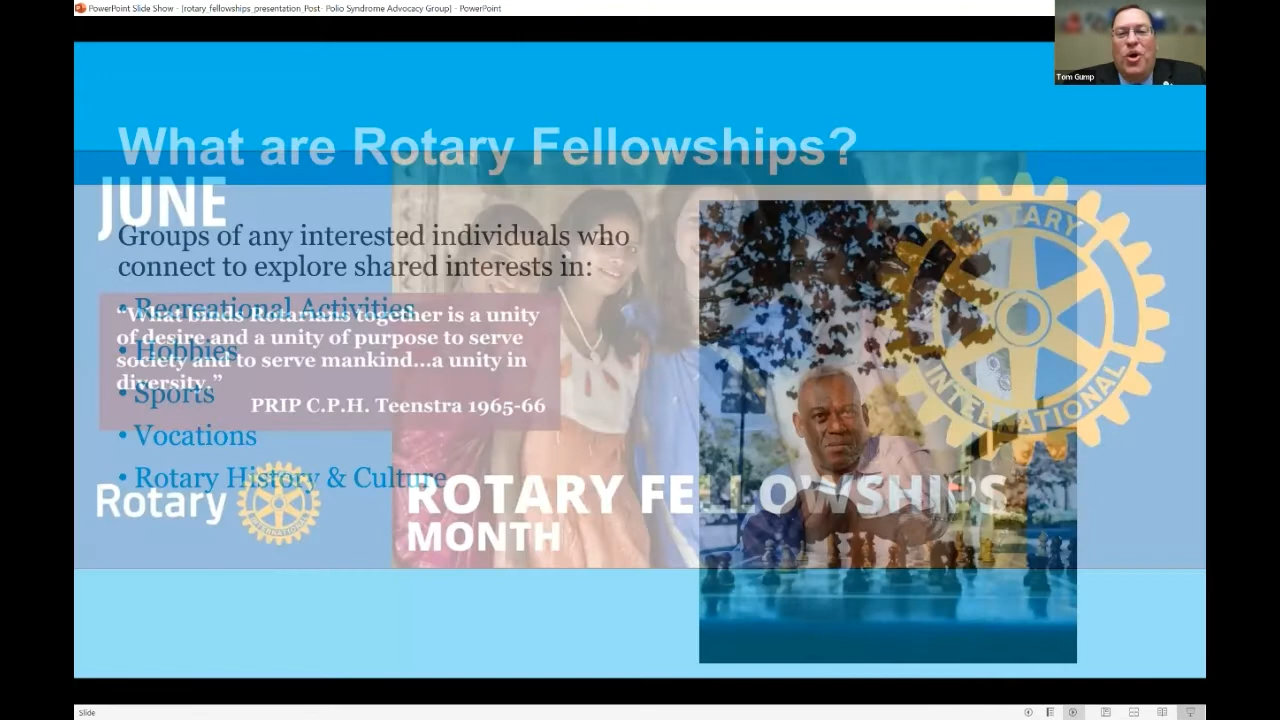 PowerPoint Slide Show - [rotary_fellowships_presentation_Post- Polio Syndrome Advocacy Group] - PowerPoint
Tom Gump
What are Rotary Fellowships?
JUNE
Groups of any interested individuals who
connect to explore shared interests in:
• Recreational Activities
• Hobbies
• Sports
• Vocations
• Rotary History & Culture
“What binds Rotarians together is a unity
of desire and a unity of purpose to serve
society and to serve mankind...a unity in
diversity.”
PRIP C.P.H. Teenstra 1965-66
ROTARY
INTERNATIONAL
Rotary
ROTARY FELLOWSHIPS
MONTH
Slide